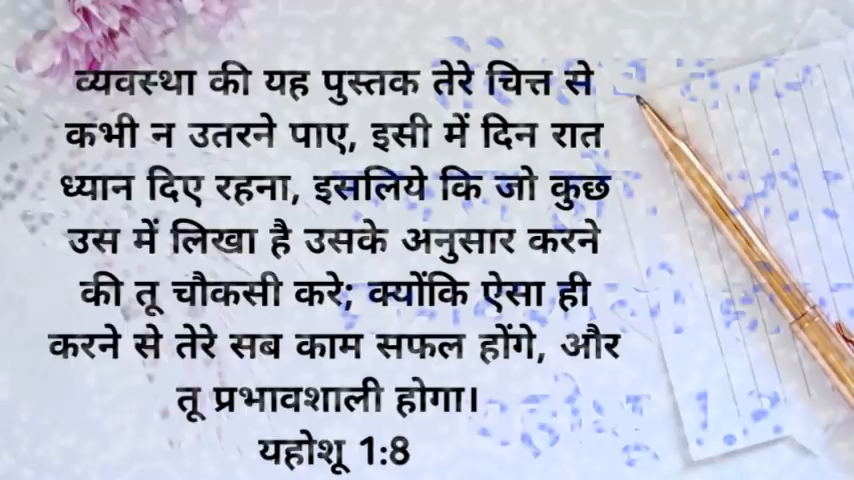 व्यवस्था की यह पुस्तक तेरे चित्त से
कभी न उतरने पाए, इसी में दिन रात
ध्यान दिए रहना, इसलिये कि जो कुछ
उस में लिखा है उसके अनुसार करने
की तू चौकसी करे; क्योंकि ऐसा ही
करने से तेरे सब काम सफल होंगे, और
तू प्रभावशाली होगा।
यहोशू 1:8